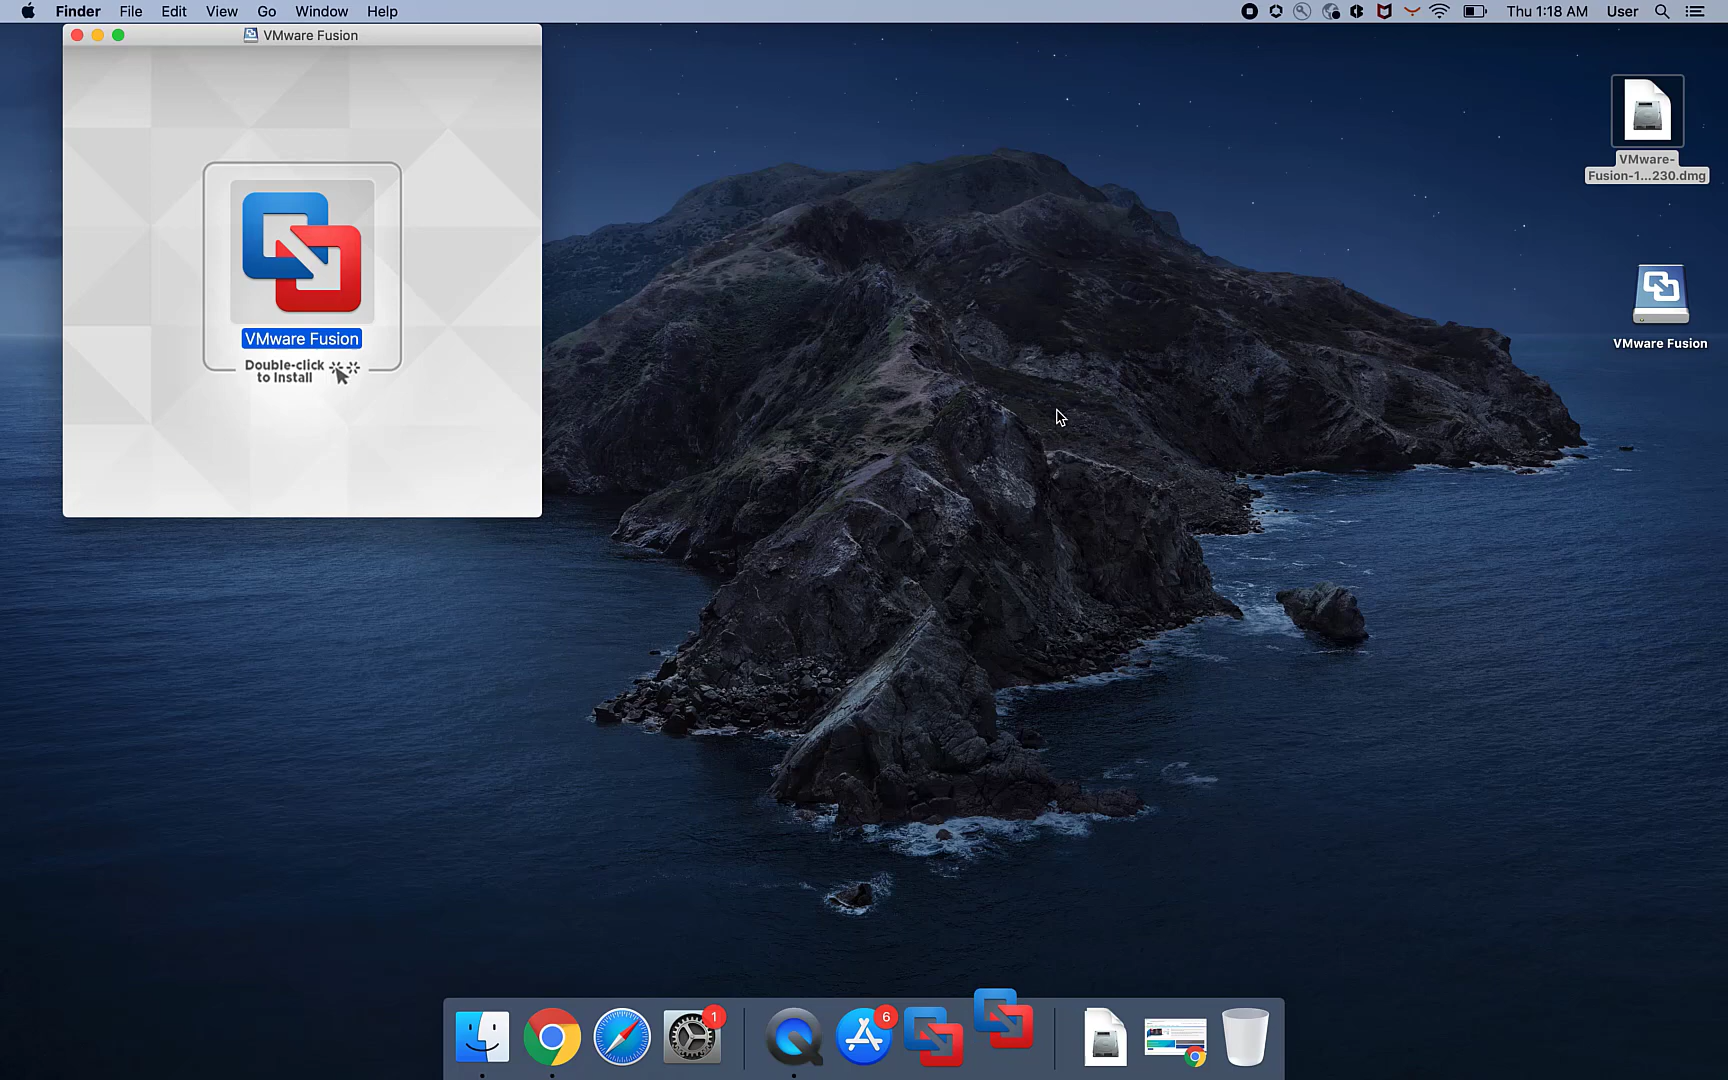 Finder File Edit View Go Window Help
Thu 1:18 AM User
VMware Fusion
VMware Fusion
Double-click
to Install
VMware-
Fusion-1...230.dmg
VMware Fusion
1
6